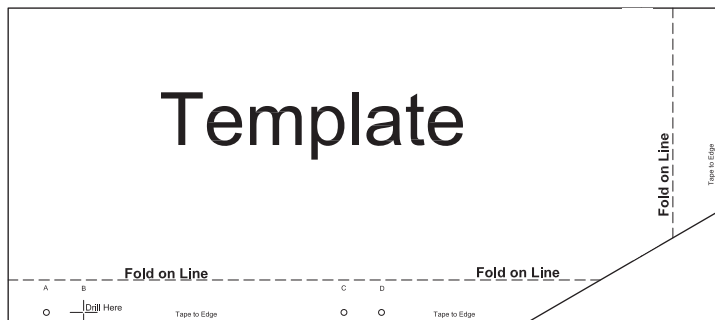 Template
Fold on Line
Tape to Edge
Fold on Line
Fold on Line
A
B
C
D
Drill Here
Tape to Edge
Tape to Edge